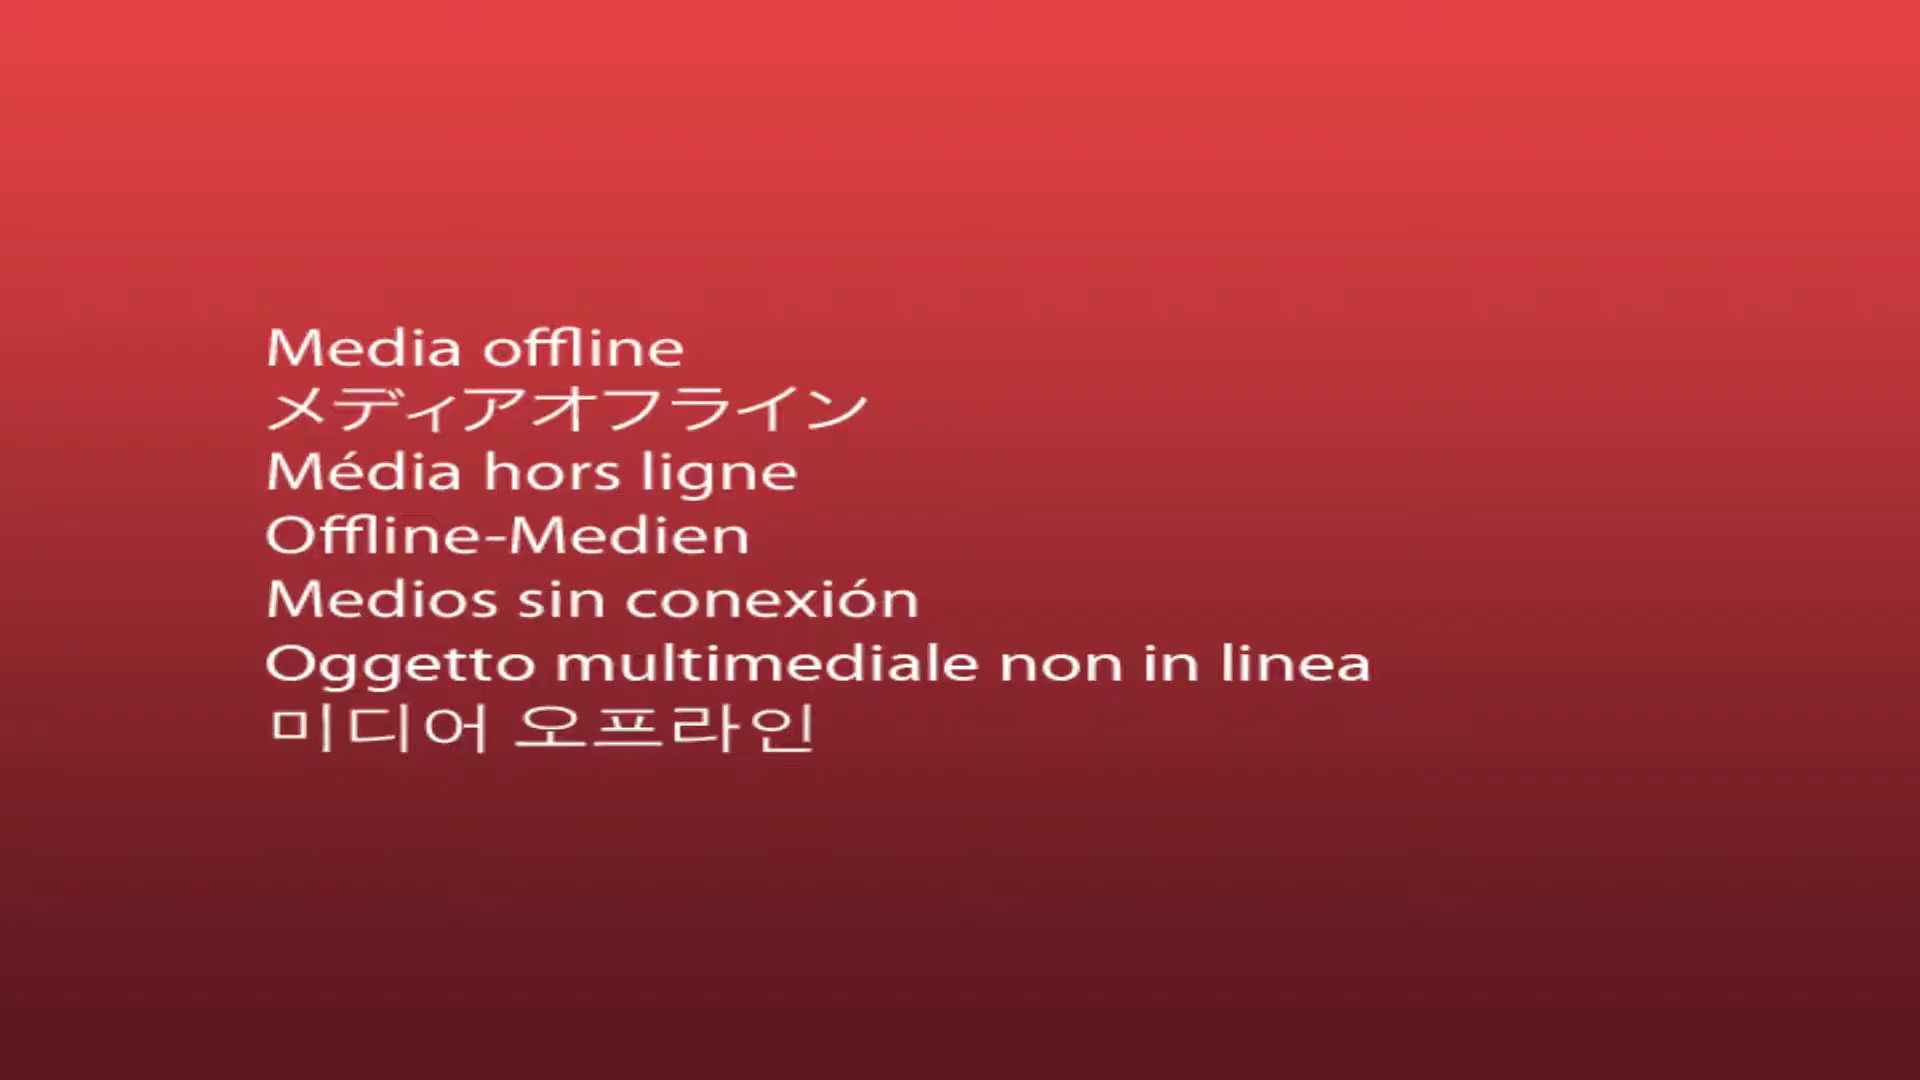 Media offline
メディアオフライン
Média hors ligne
Offline-Medien
Medios sin conexión
Oggetto multimediale non in linea
미디어 오프라인